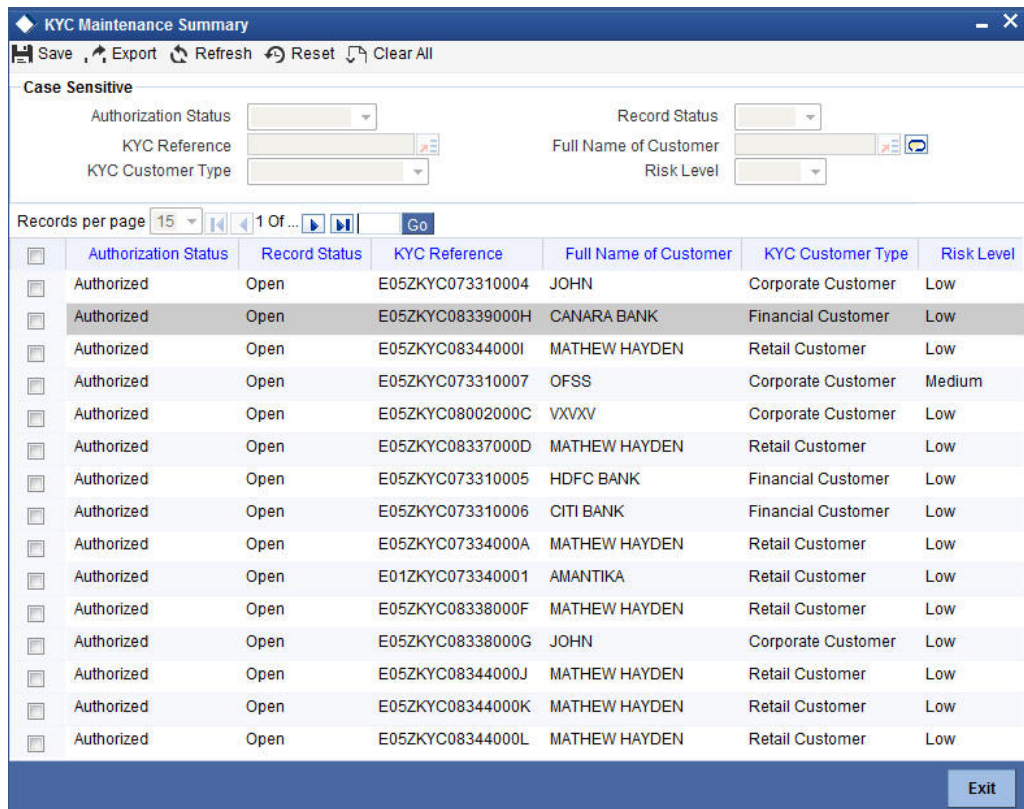 KYC Maintenance Summary
Save Export Refresh Reset Clear All
Case Sensitive
Authorization Status Record Status
KYC Reference Full Name of Customer
KYC Customer Type Risk Level
Records per page 15 1 Of ... Go
Authorization Status Record Status KYC Reference Full Name of Customer KYC Customer Type Risk Level
Authorized Open E05ZKYC073310004 JOHN Corporate Customer Low
Authorized Open E05ZKYC08339000H CANARA BANK Financial Customer Low
Authorized Open E05ZKYC08344000I MATHEW HAYDEN Retail Customer Low
Authorized Open E05ZKYC073310007 OFSS Corporate Customer Medium
Authorized Open E05ZKYC08002000C VXVXV Corporate Customer Low
Authorized Open E05ZKYC08337000D MATHEW HAYDEN Retail Customer Low
Authorized Open E05ZKYC073310005 HDFC BANK Financial Customer Low
Authorized Open E05ZKYC073310006 CITI BANK Financial Customer Low
Authorized Open E05ZKYC07334000A MATHEW HAYDEN Retail Customer Low
Authorized Open E01ZKYC073340001 AMANTIKA Retail Customer Low
Authorized Open E05ZKYC08338000F MATHEW HAYDEN Retail Customer Low
Authorized Open E05ZKYC08338000G JOHN Corporate Customer Low
Authorized Open E05ZKYC08344000J MATHEW HAYDEN Retail Customer Low
Authorized Open E05ZKYC08344000K MATHEW HAYDEN Retail Customer Low
Authorized Open E05ZKYC08344000L MATHEW HAYDEN Retail Customer Low
Exit